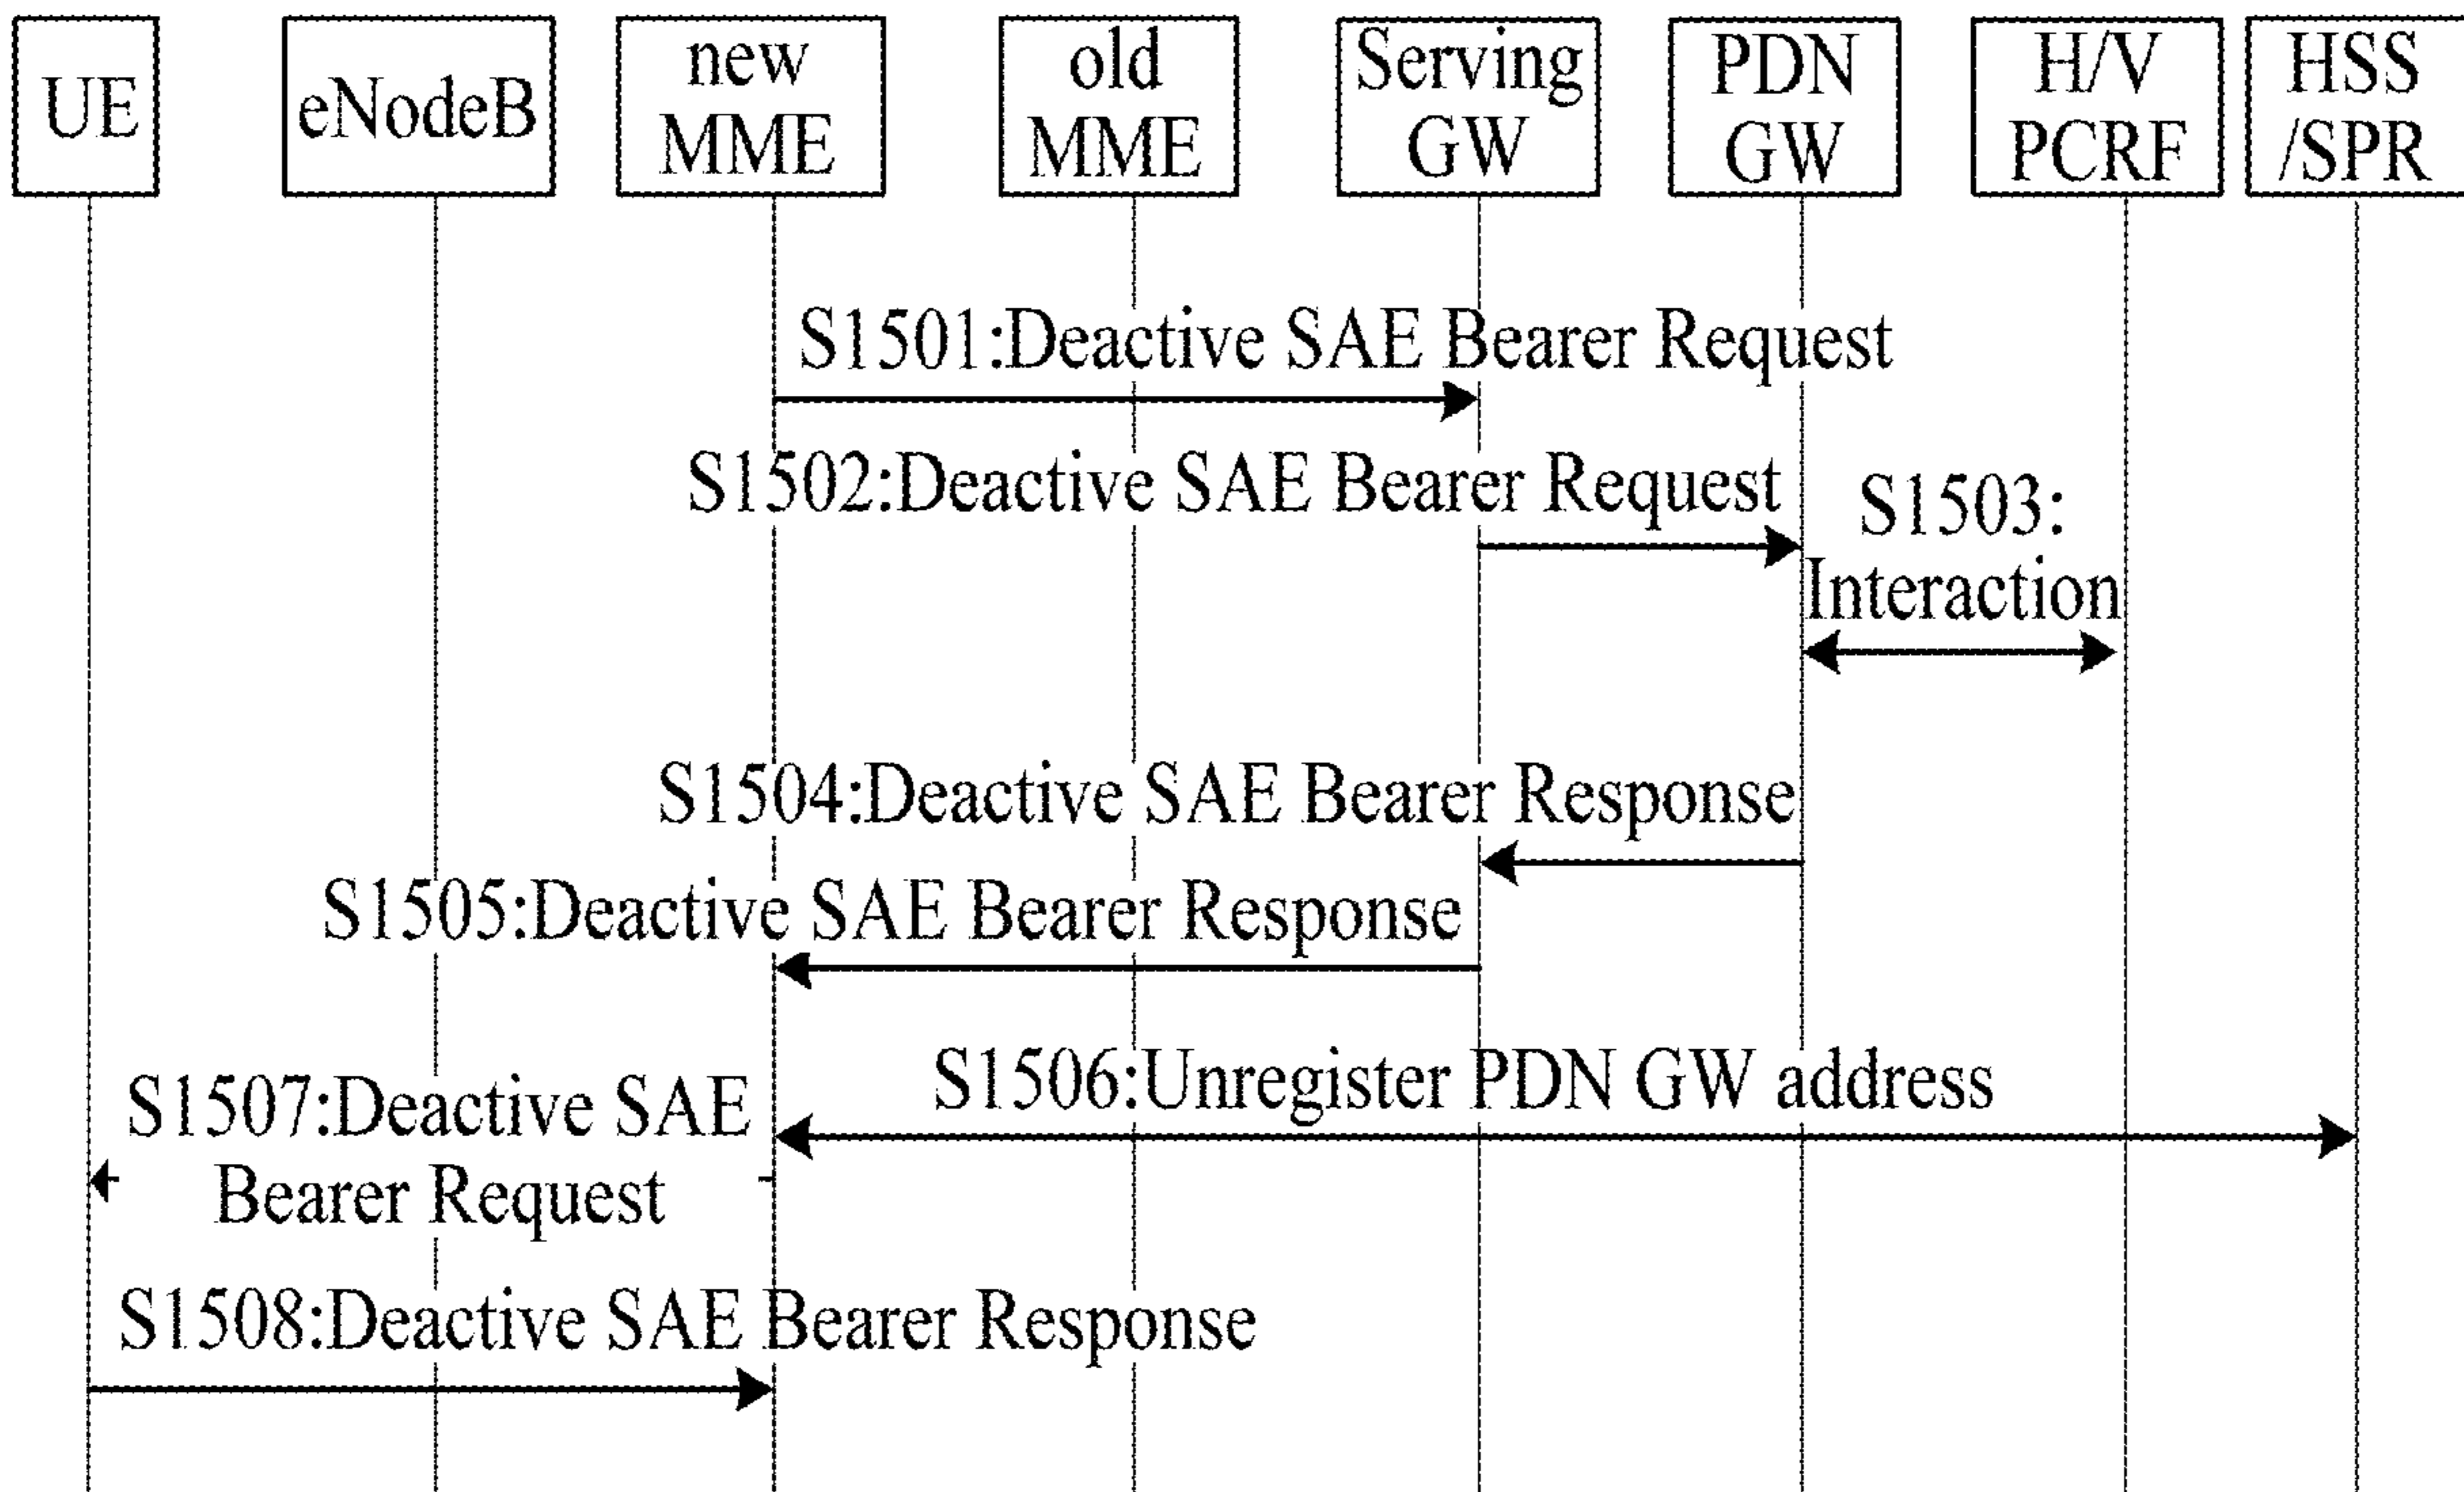 UE
eNodeB
new
MME
old
MME
Serving
GW
PDN
GW
H/V
PCRF
HSS
/SPR
S1501:Deactive SAE Bearer Request
S1502:Deactive SAE Bearer Request
S1503:
Interaction
S1504:Deactive SAE Bearer Response
S1505:Deactive SAE Bearer Response
S1506:Unregister PDN GW address
S1507:Deactive SAE
Bearer Request
S1508:Deactive SAE Bearer Response